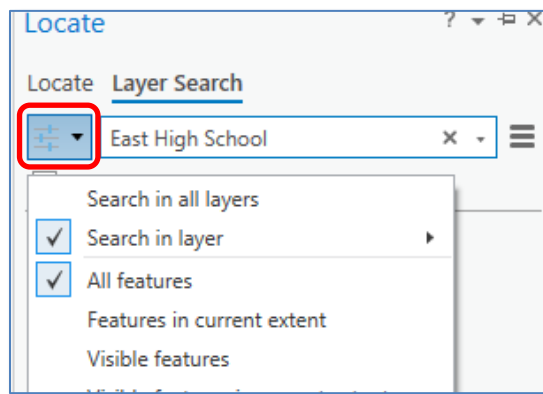 Locate
Locate Layer Search
East High School
Search in all layers
Search in layer
All features
Features in current extent
Visible features